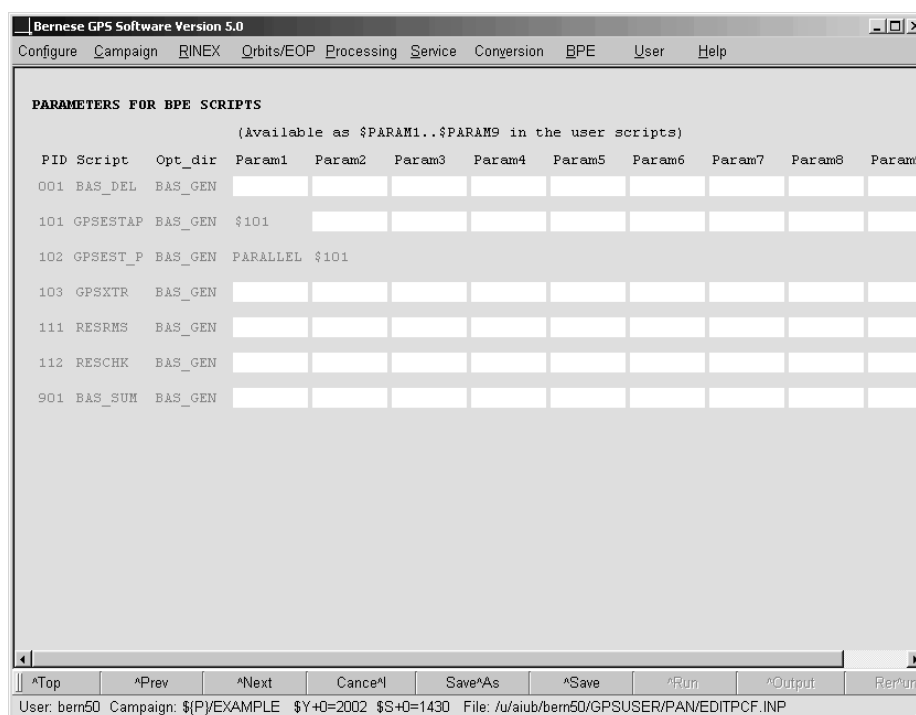 Bernese GPS Software Version 5.0
Configure Campaign RINEX Orbits/EOP Processing Service Conversion BPE User Help
PARAMETERS FOR BPE SCRIPTS
(Available as $PARAM1..$PARAM9 in the user scripts)
PID Script Opt_dir Param1 Param2 Param3 Param4 Param5 Param6 Param7 Param8 Param9
001 BAS_DEL BAS_GEN
101 GPSESTAP BAS_GEN $101
102 GPSEST_P BAS_GEN PARALLEL $101
103 GPSXTR BAS_GEN
111 RESRMS BAS_GEN
112 RESCHK BAS_GEN
901 BAS_SUM BAS_GEN
^Top ^Prev ^Next Cance^l Save^As ^Save ^Run ^Output Rer^un
User: bern50 Campaign: ${P}/EXAMPLE $Y+0=2002 $S+0=1430 File: /u/aiub/bern50/GPSUSER/PAN/EDITPCF.INP